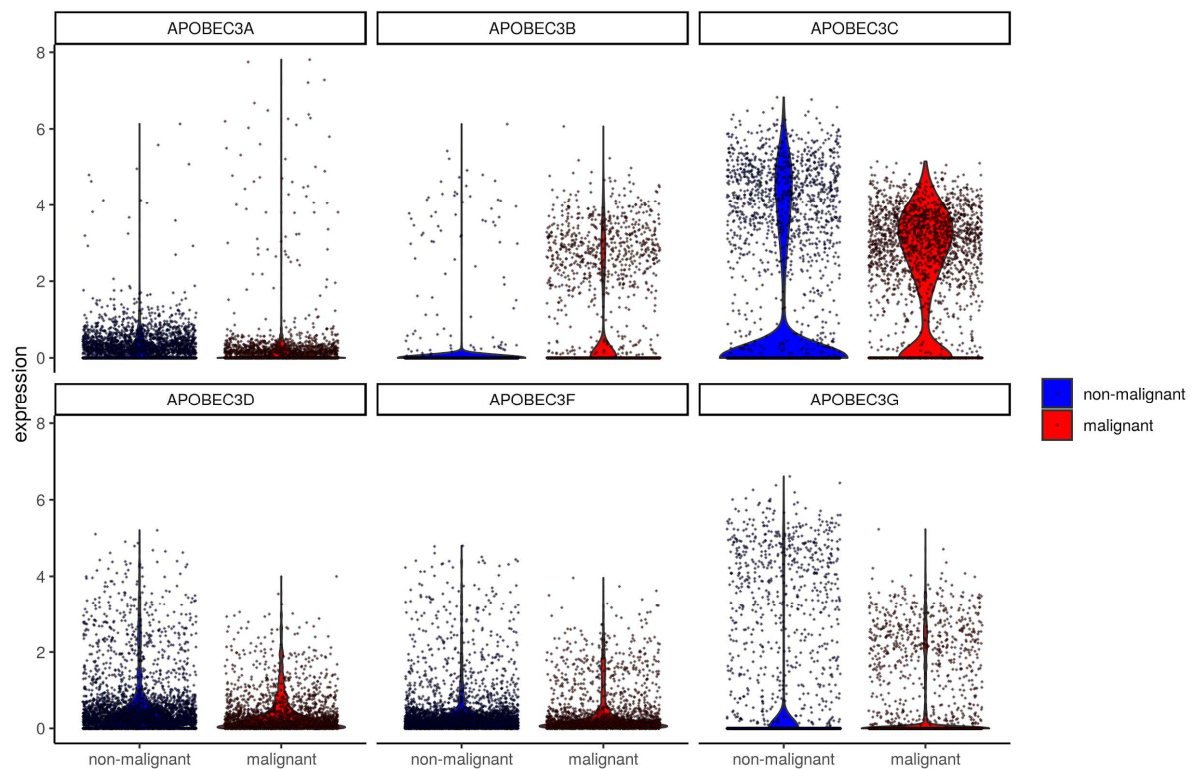 APOBEC3A APOBEC3B APOBEC3C
8
6
4
2
0
expression
APOBEC3D APOBEC3F APOBEC3G
8
6
4
2
0
non-malignant malignant non-malignant malignant non-malignant malignant
non-malignant
malignant